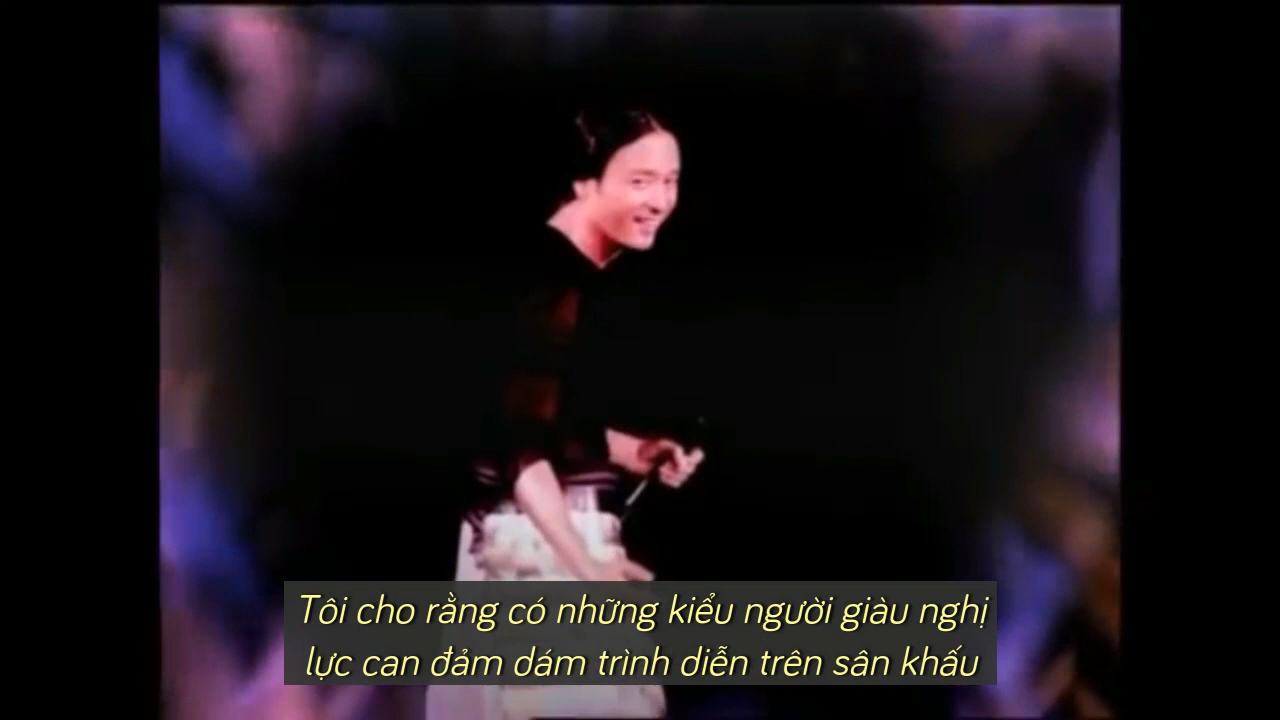 Tôi cho rằng có những kiểu người giàu nghị
lực can đảm dám trình diễn trên sân khấu